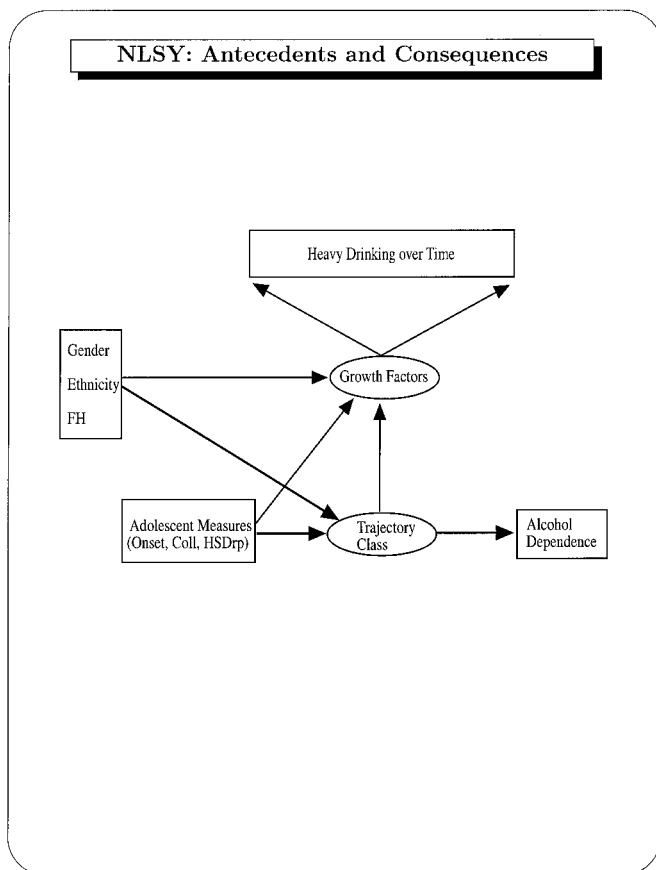 NLSY: Antecedents and Consequences
Heavy Drinking over Time
Gender
Ethnicity
FH
Growth Factors
Adolescent Measures
(Onset, Coll, HSDrp)
Trajectory
Class
Alcohol
Dependence